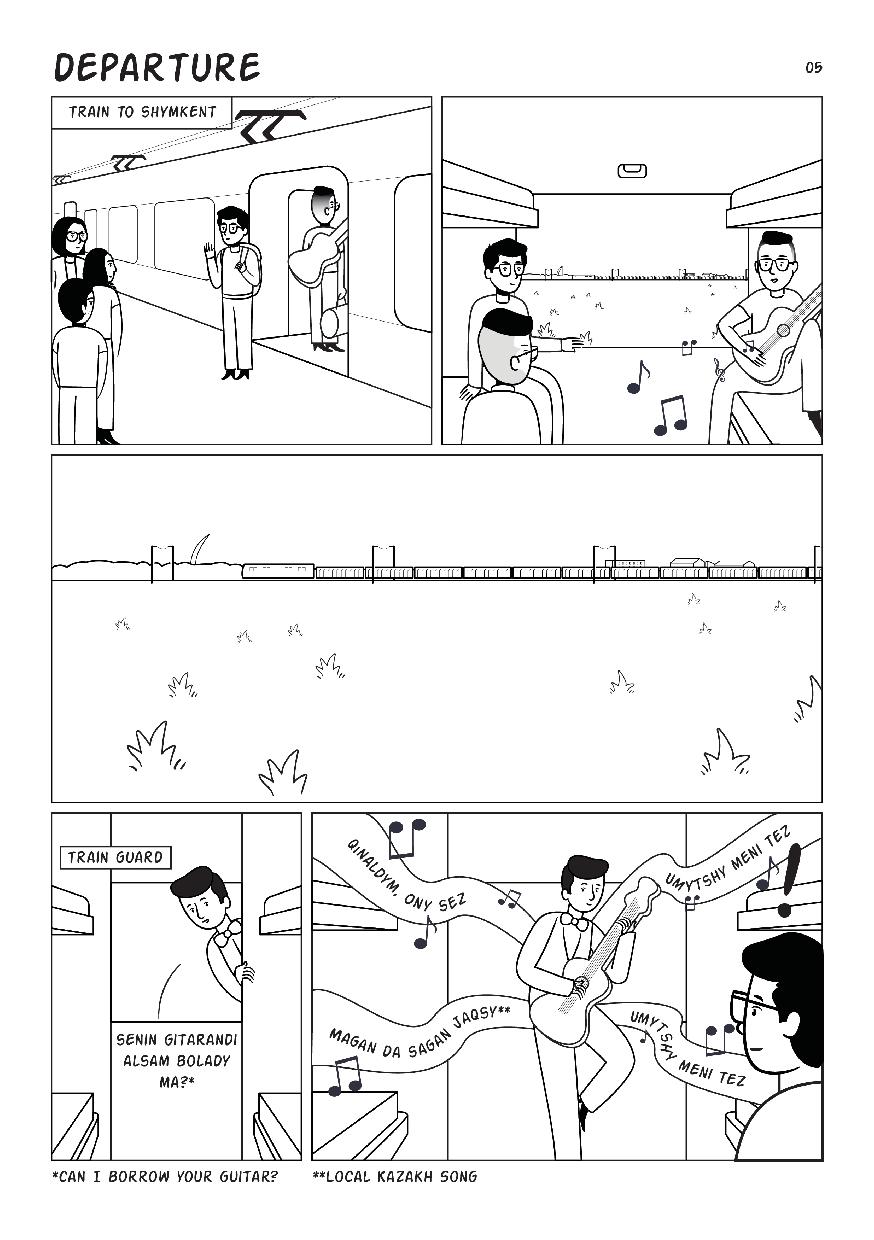 DEPARTURE
05
TRAIN TO SHYMKENT
TRAIN GUARD
SENIN GITARANDI
ALSAM BOLADY
MA?*
QINALDYM, ONY SEZ
UMYTSHY MENI TEZ
!
MAGAN DA SAGAN JAQSY**
UMYTSHY MENI TEZ
*CAN I BORROW YOUR GUITAR?
**LOCAL KAZAKH SONG